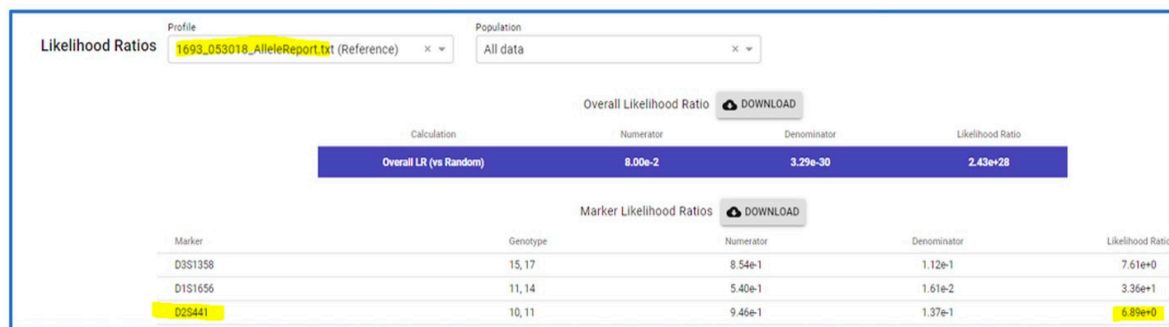 Profile Population
Likelihood Ratios 1693_053018_AlleleReport.txt (Reference) × All data ×
Overall Likelihood Ratio DOWNLOAD
Calculation Numerator Denominator Likelihood Ratio
Overall LR (vs Random) 8.00e-2 3.29e-30 2.43e+28
Marker Likelihood Ratios DOWNLOAD
Marker Genotype Numerator Denominator Likelihood Ratio
D3S1358 15, 17 8.54e-1 1.12e-1 7.61e+0
D1S1656 11, 14 5.40e-1 1.61e-2 3.36e+1
D2S441 10, 11 9.46e-1 1.37e-1 6.89e+0